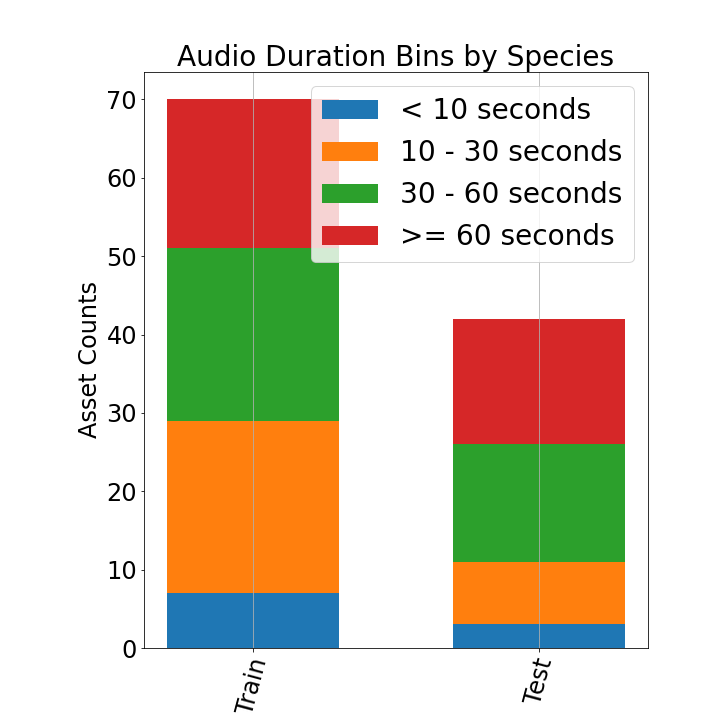 Audio Duration Bins by Species
< 10 seconds
10 - 30 seconds
30 - 60 seconds
>= 60 seconds
Asset Counts
70
60
50
40
30
20
10
0
Train
Test